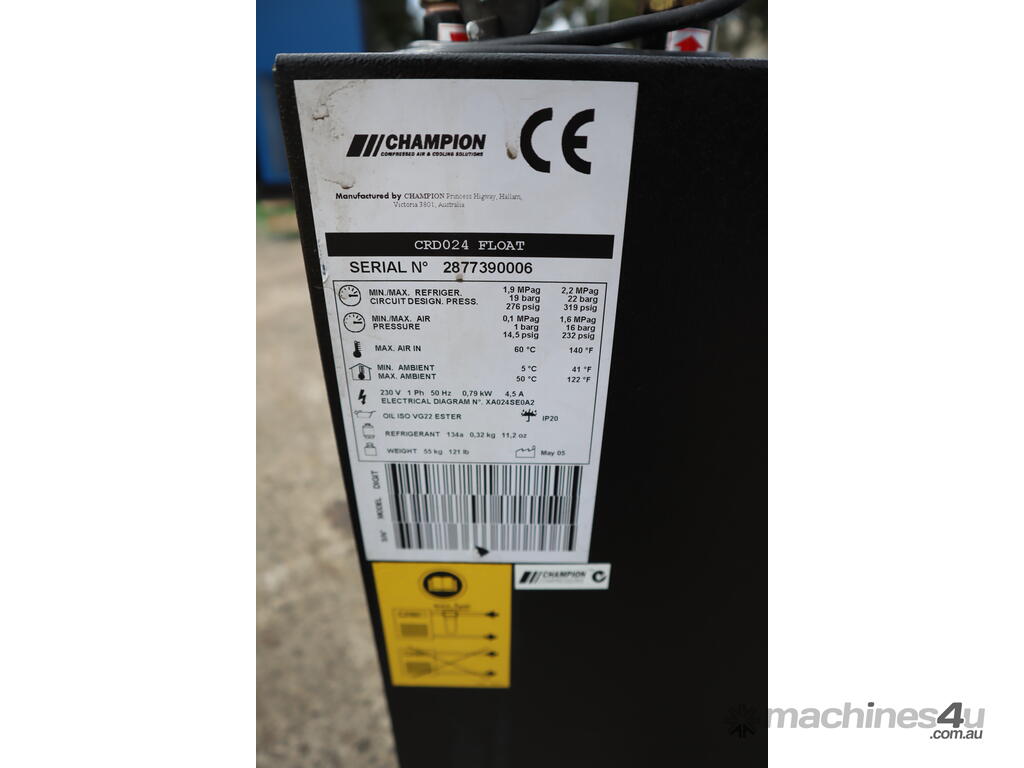 CHAMPION
COMPRESSED AIR & COOLING SOLUTIONS
CE
Manufactured by CHAMPION Princess Higway, Hallam,
Victoria 3801, Australia
CRD024 FLOAT
SERIAL N° 2877390006
MIN./MAX. REFRIGER. 1,9 MPag 2,2 MPag
CIRCUIT DESIGN. PRESS. 19 barg 22 barg
276 psig 319 psig
MIN./MAX. AIR 0,1 MPag 1,6 MPag
PRESSURE 1 barg 16 barg
14,5 psig 232 psig
MAX. AIR IN 60 °C 140 °F
MIN. AMBIENT 5 °C 41 °F
MAX. AMBIENT 50 °C 122 °F
230 V 1 Ph 50 Hz 0,79 kW 4,5 A
ELECTRICAL DIAGRAM N°. XA024SE0A2
OIL ISO VG22 ESTER IP20
REFRIGERANT 134a 0,32 kg 11,2 oz
WEIGHT 55 kg 121 lb May 05
S/N° MODEL DIGIT
CHAMPION
machines4u
.com.au